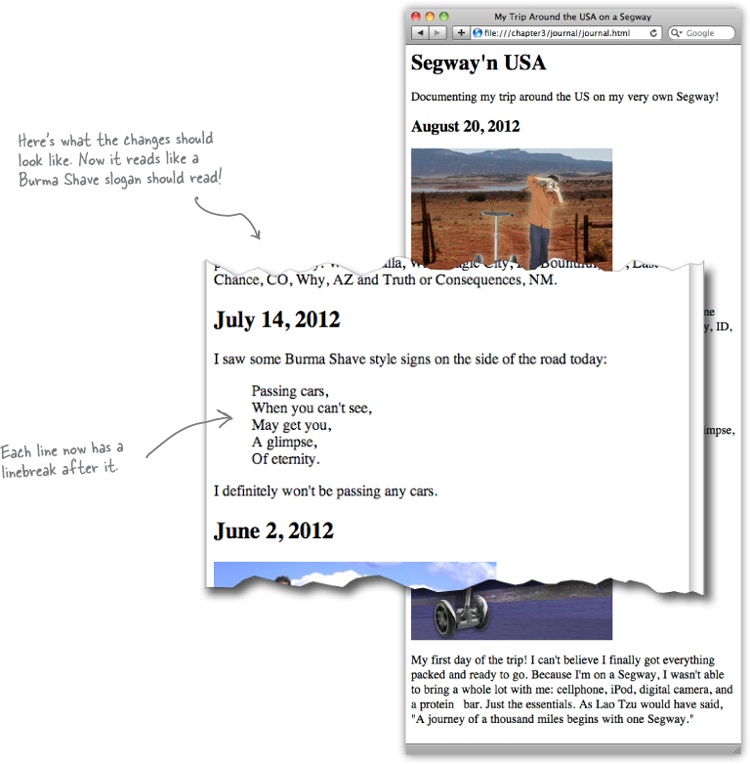 My Trip Around the USA on a Segway
file:///chapter3/journal/journal.html
Google
Segway'n USA
Documenting my trip around the US on my very own Segway!
August 20, 2012
Here's what the changes should
look like. Now it reads like a
Burma Shave slogan should read!
Chance, CO, Why, AZ and Truth or Consequences, NM.
July 14, 2012
I saw some Burma Shave style signs on the side of the road today:
Passing cars,
When you can't see,
May get you,
A glimpse,
Of eternity.
I definitely won't be passing any cars.
June 2, 2012
ID,
Each line now has a
linebreak after it.
My first day of the trip! I can't believe I finally got everything
packed and ready to go. Because I'm on a Segway, I wasn't able
to bring a whole lot with me: cellphone, iPod, digital camera, and
a protein bar. Just the essentials. As Lao Tzu would have said,
"A journey of a thousand miles begins with one Segway."